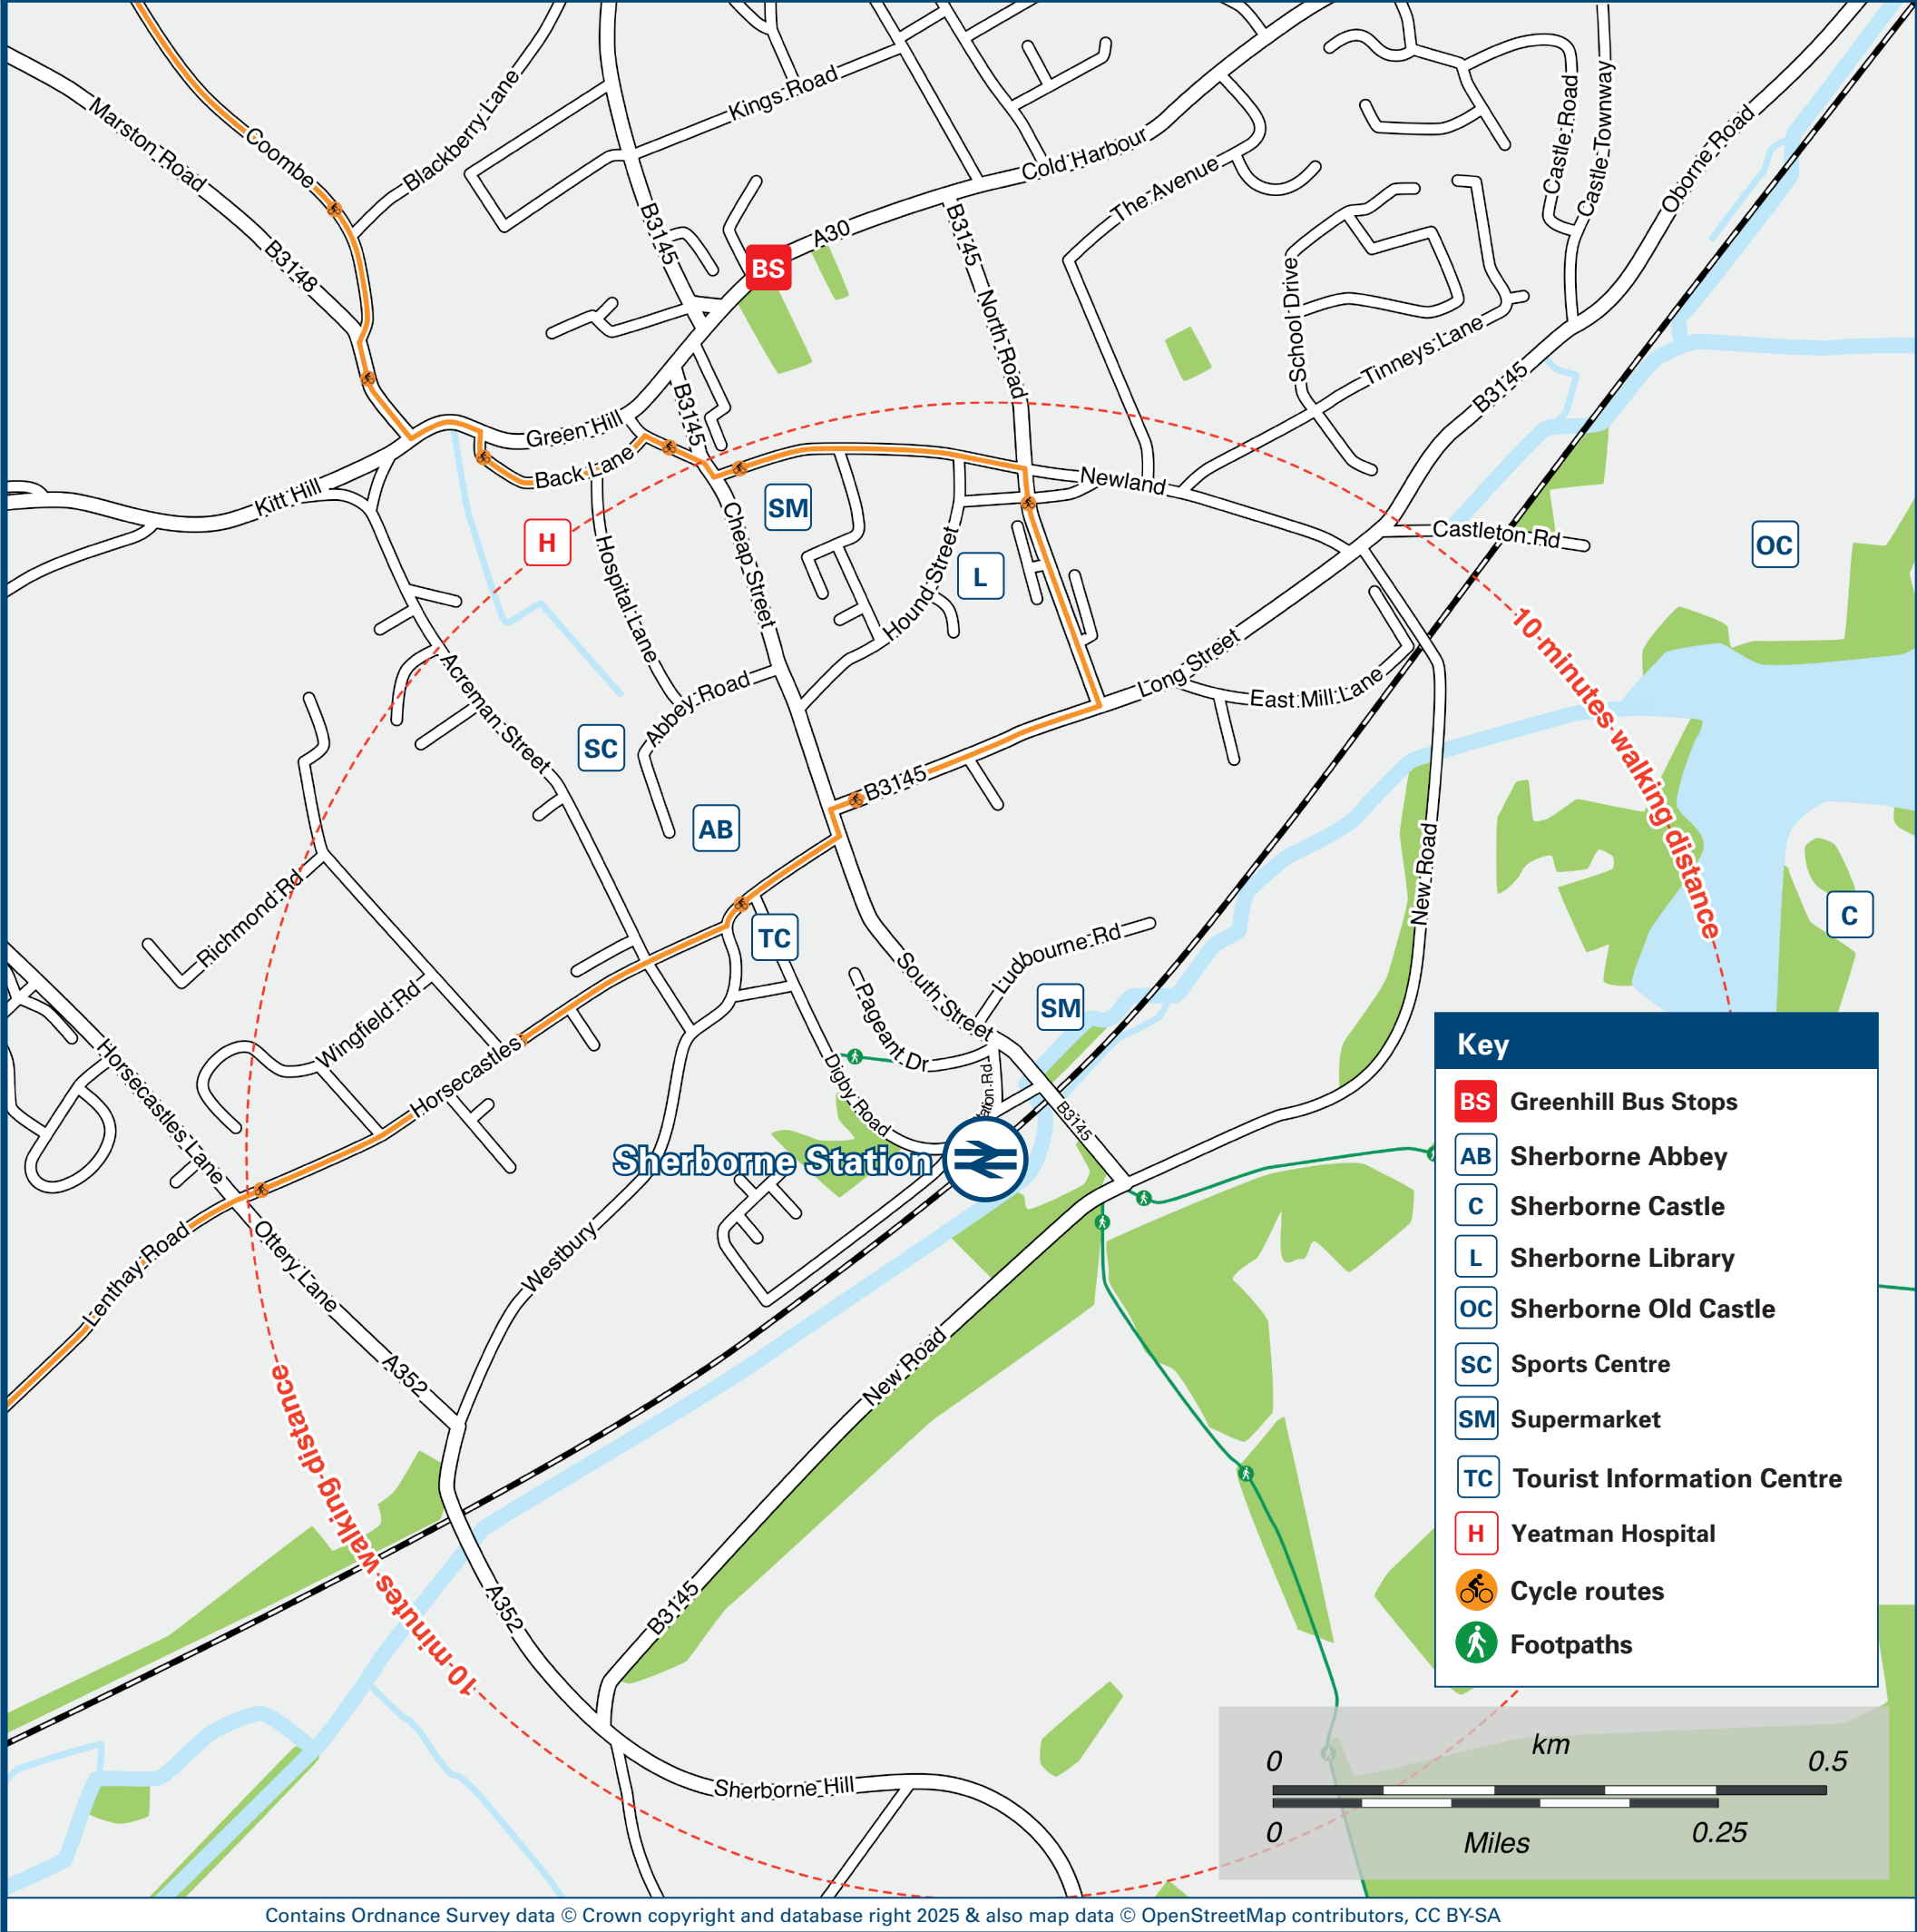 Coombe
Marston Road
Blackberry Lane
Kings Road
B3148
B3145
Cold Harbour
The Avenue
Castle Road
Castle Townway
Oborne Road
BS
A30
B3145
North Road
School Drive
Tinneys Lane
B3145
Green Hill
B3145
Back Lane
Kitt Hill
Newland
SM
H
Castleton Rd
OC
Cheap Street
Hospital Lane
Hound Street
L
10 minutes walking distance
Long Street
East Mill Lane
Abbey Road
Acreman Street
SC
B3145
AB
New Road
C
Richmond Rd
TC
Ludbourne Rd
South Street
SM
Wingfield Rd
Pageant Dr
Horsecastles
Horsecastles Lane
Digby Road
ation Rd
B3145
Sherborne Station
Lenthay Road
Ottery Lane
Westbury
A352
New Road
10 minutes walking distance
A352
B3145
Sherborne Hill
Key
BS Greenhill Bus Stops
AB Sherborne Abbey
C Sherborne Castle
L Sherborne Library
OC Sherborne Old Castle
SC Sports Centre
SM Supermarket
TC Tourist Information Centre
H Yeatman Hospital
Cycle routes
Footpaths
km
0 0.5
0 0.25
Miles
Contains Ordnance Survey data © Crown copyright and database right 2025 & also map data © OpenStreetMap contributors, CC BY-SA